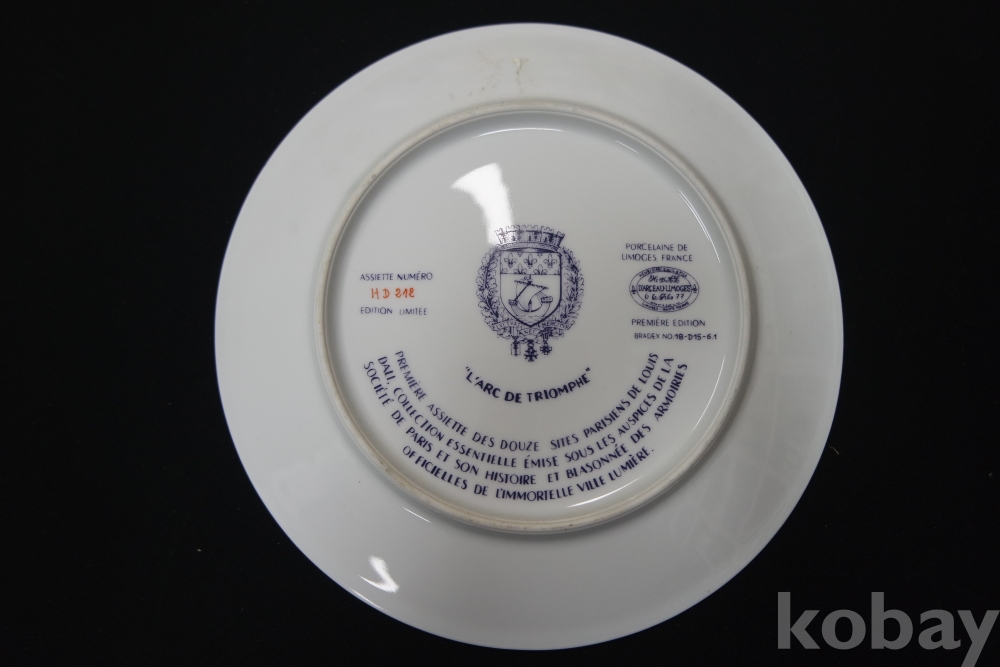 ASSIETTE NUMÉRO
HD 212
EDITION LIMITÉE
PORCELAINE DE
LIMOGES FRANCE
D'ARCEAU-LIMOGES
PREMIÈRE EDITION
BRADEX NO. 18-D15-6.1
"L'ARC DE TRIOMPHE"
PREMIÈRE ASSIETTE DES DOUZE SITES PARISIENS DE LOUIS
DALI, COLLECTION ESSENTIELLE ÉMISE SOUS LES AUSPICES DE LA
SOCIÉTÉ DE PARIS ET SON HISTOIRE ET BLASONNÉE DES ARMOIRIES
OFFICIELLES DE L'IMMORTELLE VILLE LUMIÈRE.
kobay